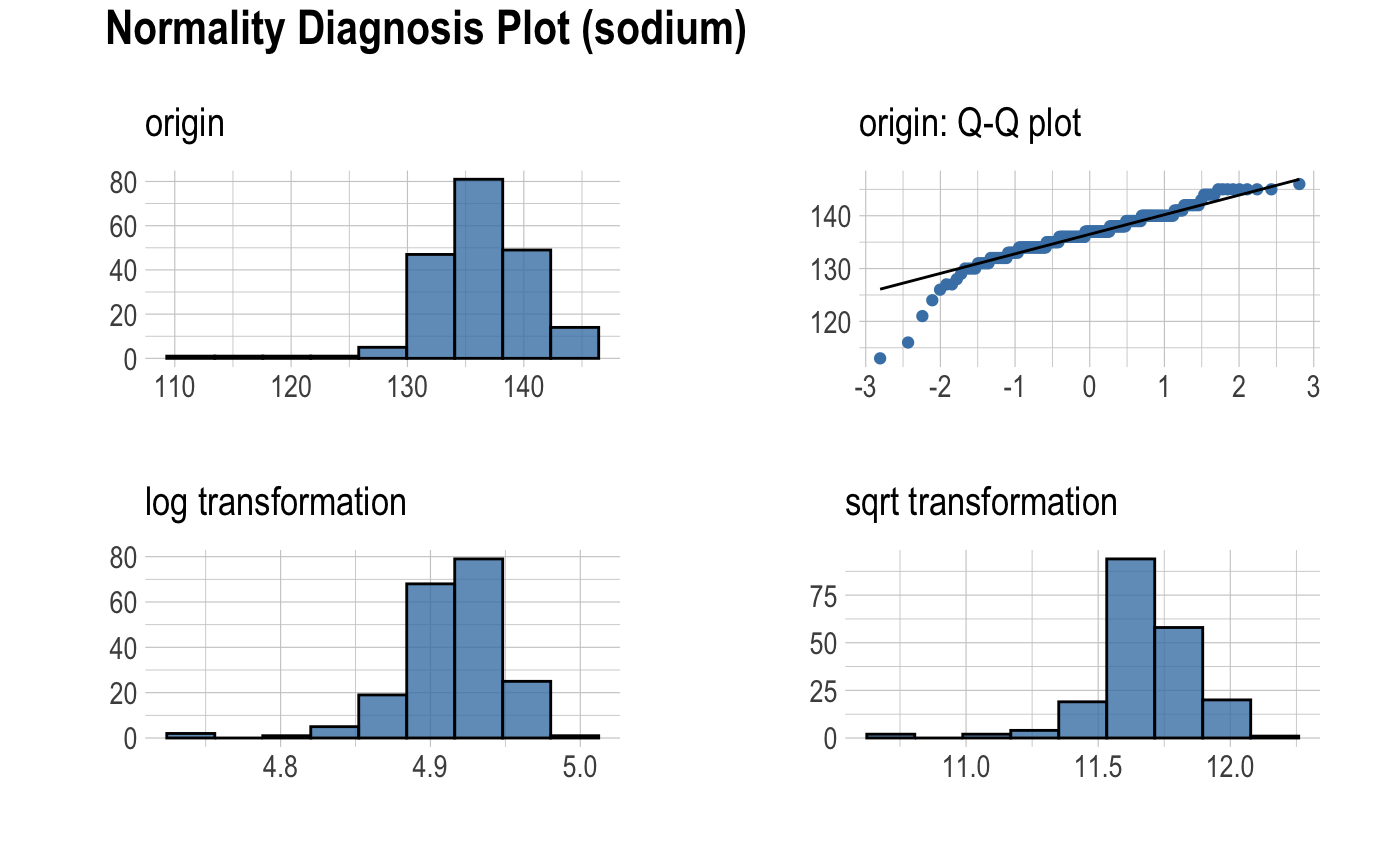 Normality Diagnosis Plot (sodium)
origin
80
60
40
20
0
110 120 130 140
origin: Q-Q plot
140
130
120
-3 -2 -1 0 1 2 3
log transformation
80
60
40
20
0
4.8 4.9 5.0
sqrt transformation
75
50
25
0
11.0 11.5 12.0